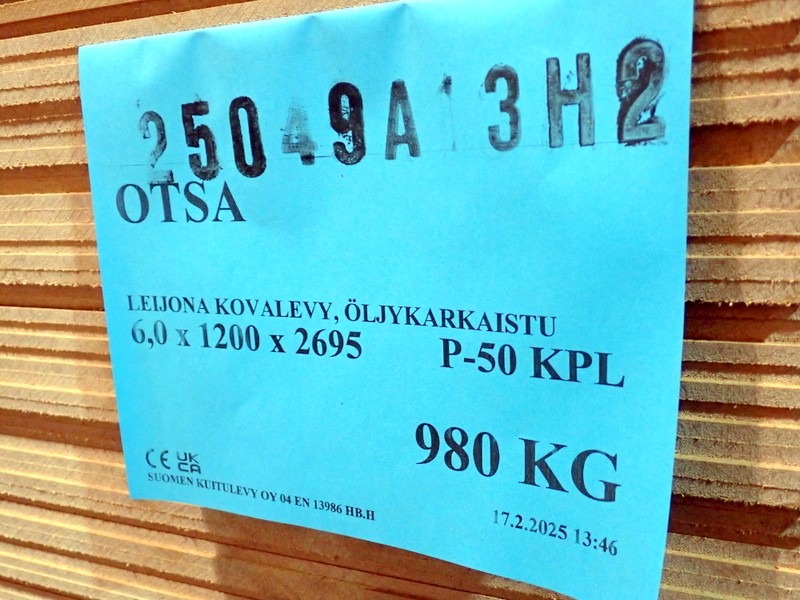 25049A 3H2
OTSA
LEIJONA KOVALEVY, ÖLJYKARKAISTU
6,0 x 1200 x 2695 P-50 KPL
980 KG
CE UKCA
SUOMEN KUITULEVY OY 04 EN 13986 HB.H
17.2.2025 13:46